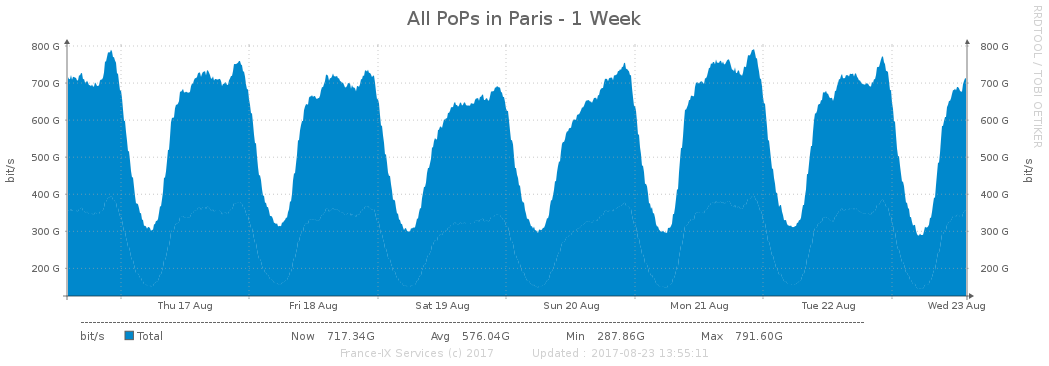 All PoPs in Paris - 1 Week
RRDTOOL / TOBI OETIKER
800 G 800 G
700 G 700 G
600 G 600 G
500 G 500 G
400 G 400 G
300 G 300 G
200 G 200 G
bit/s bit/s
Thu 17 Aug Fri 18 Aug Sat 19 Aug Sun 20 Aug Mon 21 Aug Tue 22 Aug Wed 23 Aug
bit/s Total Now 717.34G Avg 576.04G Min 287.86G Max 791.60G
France-IX Services (c) 2017 Updated : 2017-08-23 13:55:11